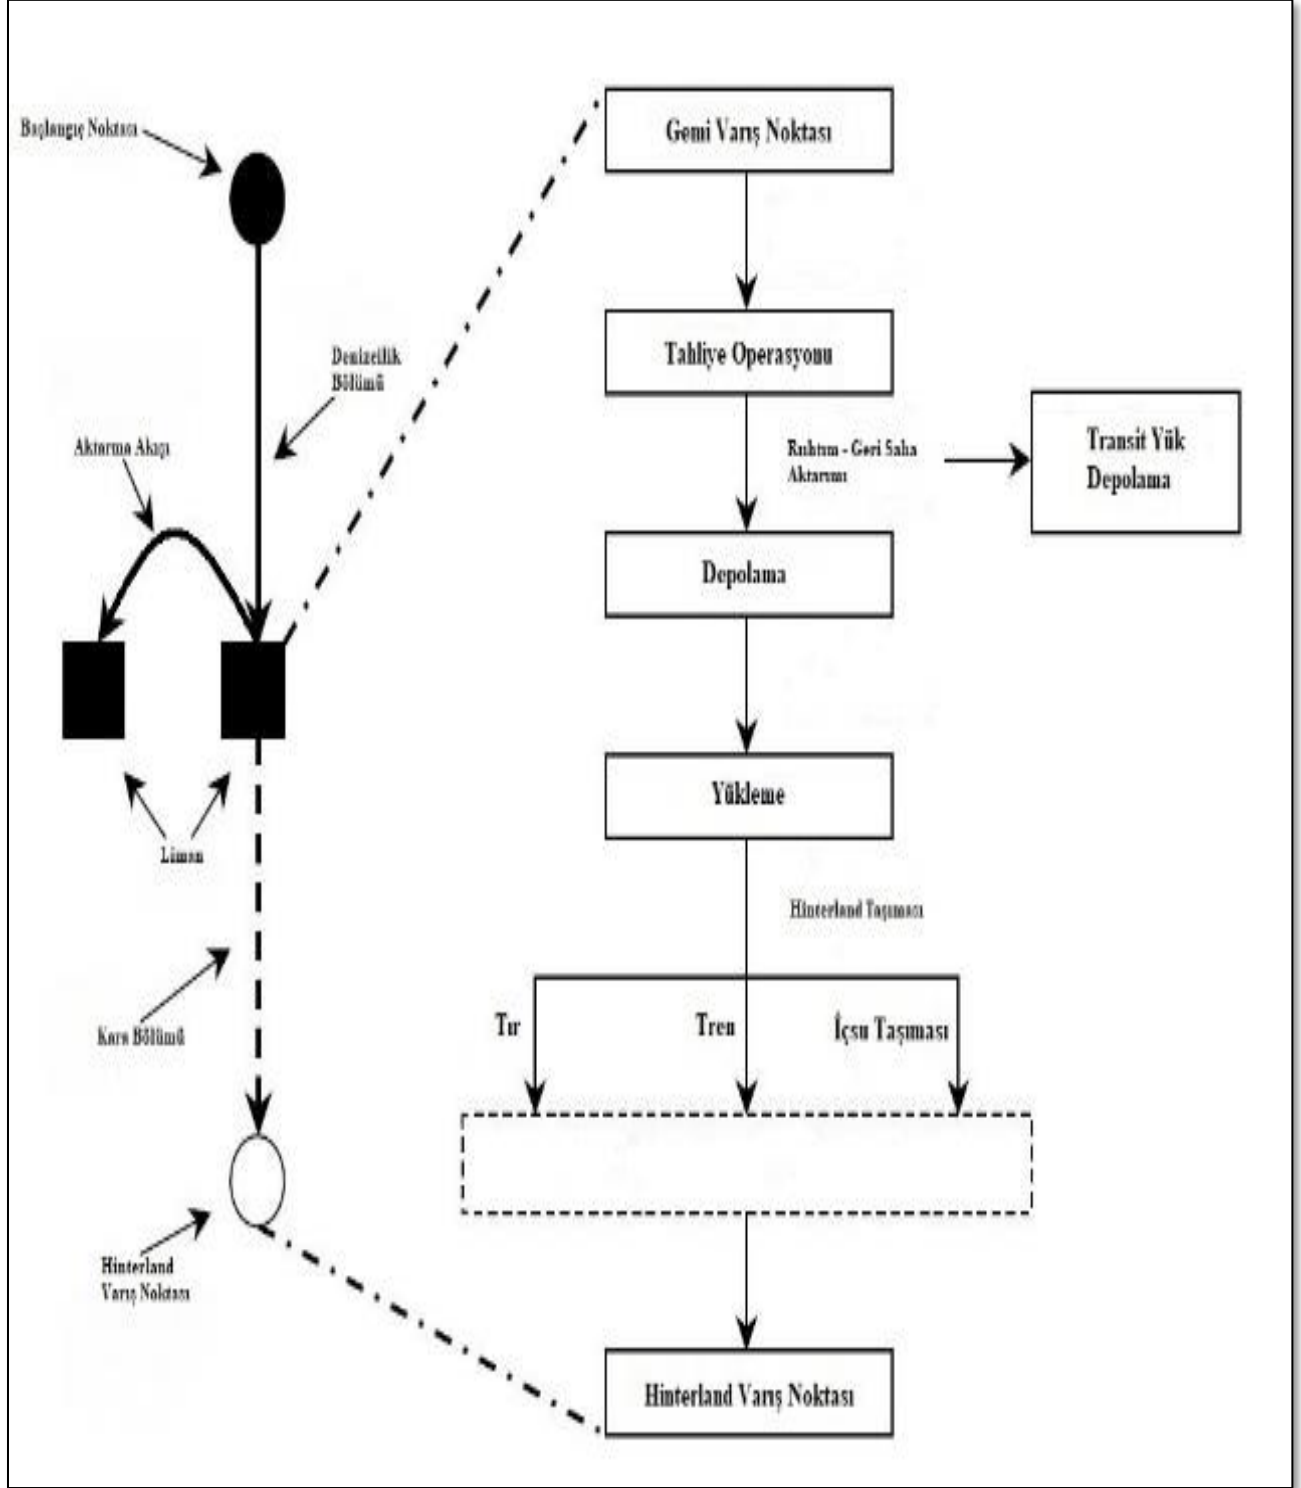 Gemi Varış Noktası
Başlangıç Noktası
Tahliye Operasyonu
Denizcilik
Bölümü
Aktarma Akışı
Rıhtım - Geri Saha
Aktarımı
Transit Yük
Depolama
Depolama
Yükleme
Liman
Hinterland Taşıması
Tır
Tren
İçsu Taşıması
Kara Bölümü
Hinterland
Varış Noktası
Hinterland Varış Noktası